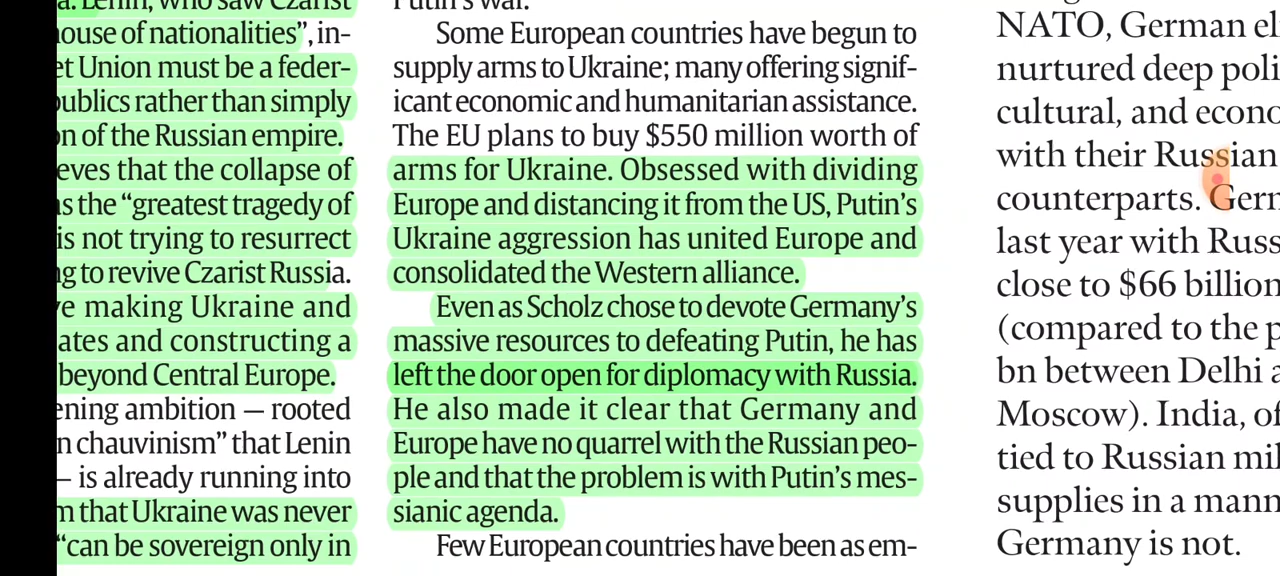 a. Lenin, who saw Czarist
house of nationalities”, in-
et Union must be a feder-
publics rather than simply
on of the Russian empire.
eves that the collapse of
as the “greatest tragedy of
is not trying to resurrect
ng to revive Czarist Russia.
ve making Ukraine and
ates and constructing a
beyond Central Europe.
ening ambition — rooted
n chauvinism” that Lenin
— is already running into
m that Ukraine was never
“can be sovereign only in
Putin’s war.
Some European countries have begun to
supply arms to Ukraine; many offering signif-
icant economic and humanitarian assistance.
The EU plans to buy $550 million worth of
arms for Ukraine. Obsessed with dividing
Europe and distancing it from the US, Putin’s
Ukraine aggression has united Europe and
consolidated the Western alliance.
Even as Scholz chose to devote Germany’s
massive resources to defeating Putin, he has
left the door open for diplomacy with Russia.
He also made it clear that Germany and
Europe have no quarrel with the Russian peo-
ple and that the problem is with Putin’s mes-
sianic agenda.
Few European countries have been as em-
NATO, German el
nurtured deep poli
cultural, and econo
with their Russian
counterparts. Germ
last year with Russ
close to $66 billion
(compared to the p
bn between Delhi a
Moscow). India, of
tied to Russian mil
supplies in a mann
Germany is not.